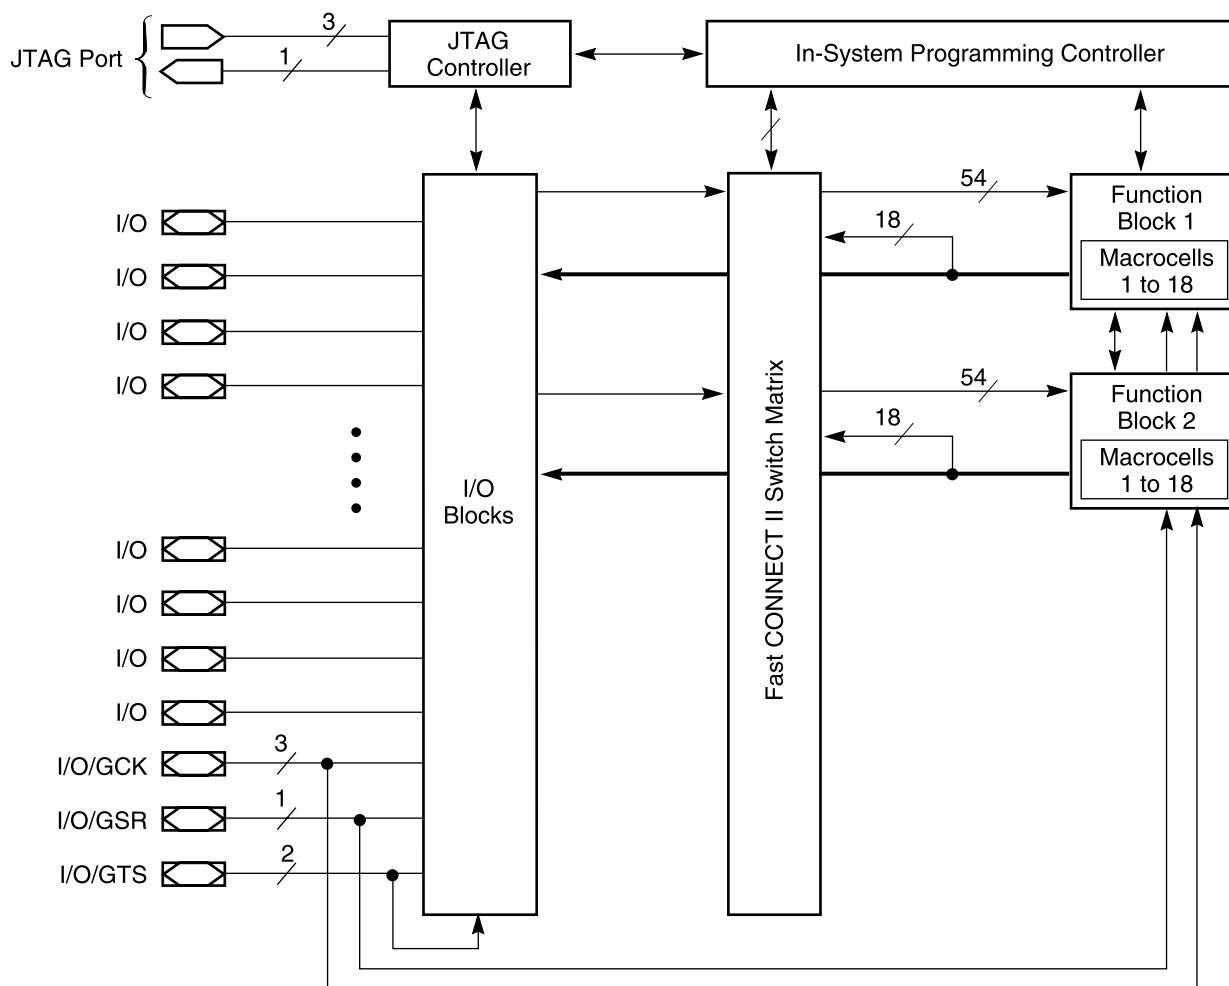 JTAG Port
3
1
JTAG
Controller
In-System Programming Controller
54
18
Function
Block 1
Macrocells
1 to 18
I/O
I/O
I/O
I/O
54
18
Function
Block 2
Macrocells
1 to 18
I/O
Blocks
Fast CONNECT II Switch Matrix
I/O
I/O
I/O
I/O
I/O/GCK
3
I/O/GSR
1
I/O/GTS
2